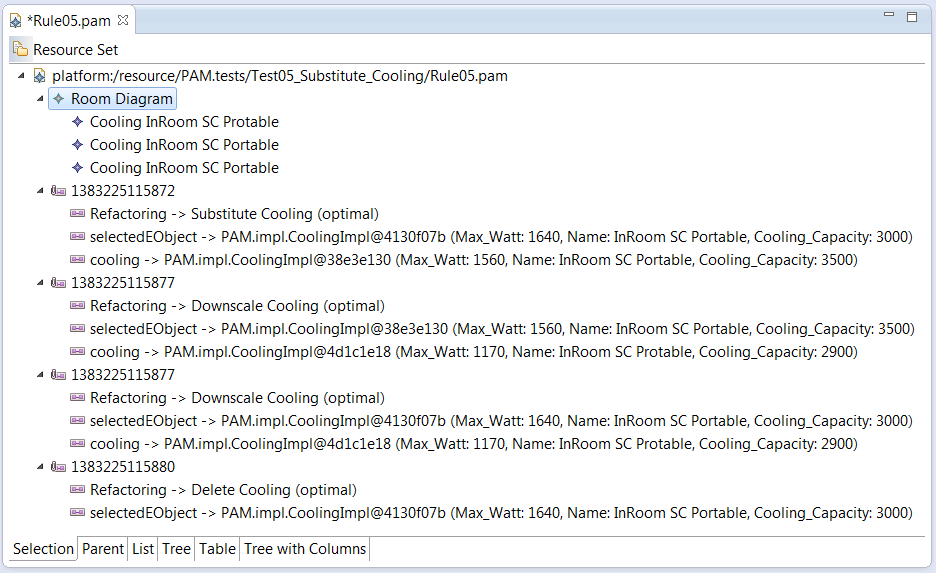 *Rule05.pam
Resource Set
platform:/resource/PAM.tests/Test05_Substitute_Cooling/Rule05.pam
Room Diagram
Cooling InRoom SC Protable
Cooling InRoom SC Portable
Cooling InRoom SC Portable
1383225115872
Refactoring -> Substitute Cooling (optimal)
selectedEObject -> PAM.impl.CoolingImpl@4130f07b (Max_Watt: 1640, Name: InRoom SC Portable, Cooling_Capacity: 3000)
cooling -> PAM.impl.CoolingImpl@38e3e130 (Max_Watt: 1560, Name: InRoom SC Portable, Cooling_Capacity: 3500)
1383225115877
Refactoring -> Downscale Cooling (optimal)
selectedEObject -> PAM.impl.CoolingImpl@38e3e130 (Max_Watt: 1560, Name: InRoom SC Portable, Cooling_Capacity: 3500)
cooling -> PAM.impl.CoolingImpl@4d1c1e18 (Max_Watt: 1170, Name: InRoom SC Protable, Cooling_Capacity: 2900)
1383225115877
Refactoring -> Downscale Cooling (optimal)
selectedEObject -> PAM.impl.CoolingImpl@4130f07b (Max_Watt: 1640, Name: InRoom SC Portable, Cooling_Capacity: 3000)
cooling -> PAM.impl.CoolingImpl@4d1c1e18 (Max_Watt: 1170, Name: InRoom SC Protable, Cooling_Capacity: 2900)
1383225115880
Refactoring -> Delete Cooling (optimal)
selectedEObject -> PAM.impl.CoolingImpl@4130f07b (Max_Watt: 1640, Name: InRoom SC Portable, Cooling_Capacity: 3000)
Selection Parent List Tree Table Tree with Columns